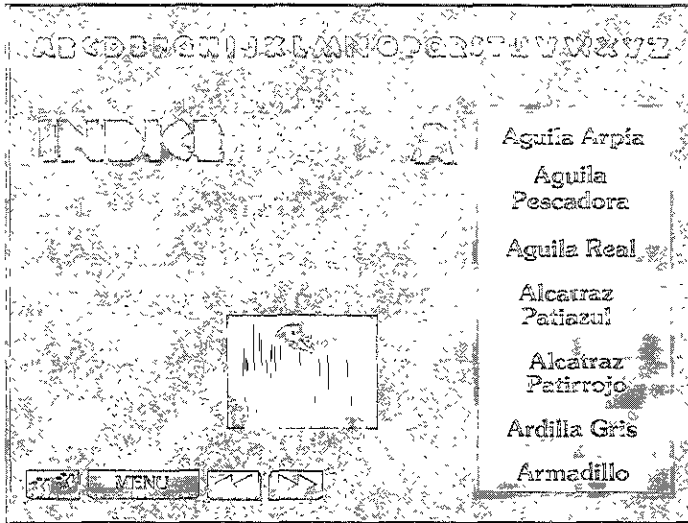 ABCDEFGHIJKLMNOPQRSTUVWXYZ
INDICE
A
Aguila Arpía
Aguila
Pescadora
Aguila Real
Alcatraz
Patiazul
Alcatraz
Patirrojo
Ardilla Gris
Armadillo
MENU